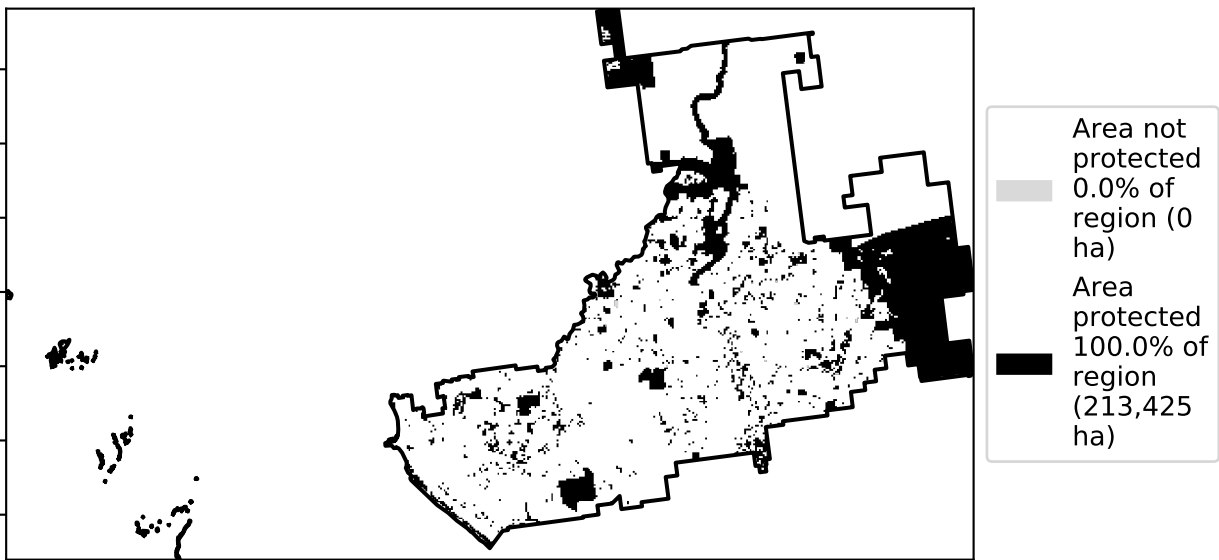 Area not
protected
0.0% of
region (0
ha)
Area
protected
100.0% of
region
(213,425
ha)